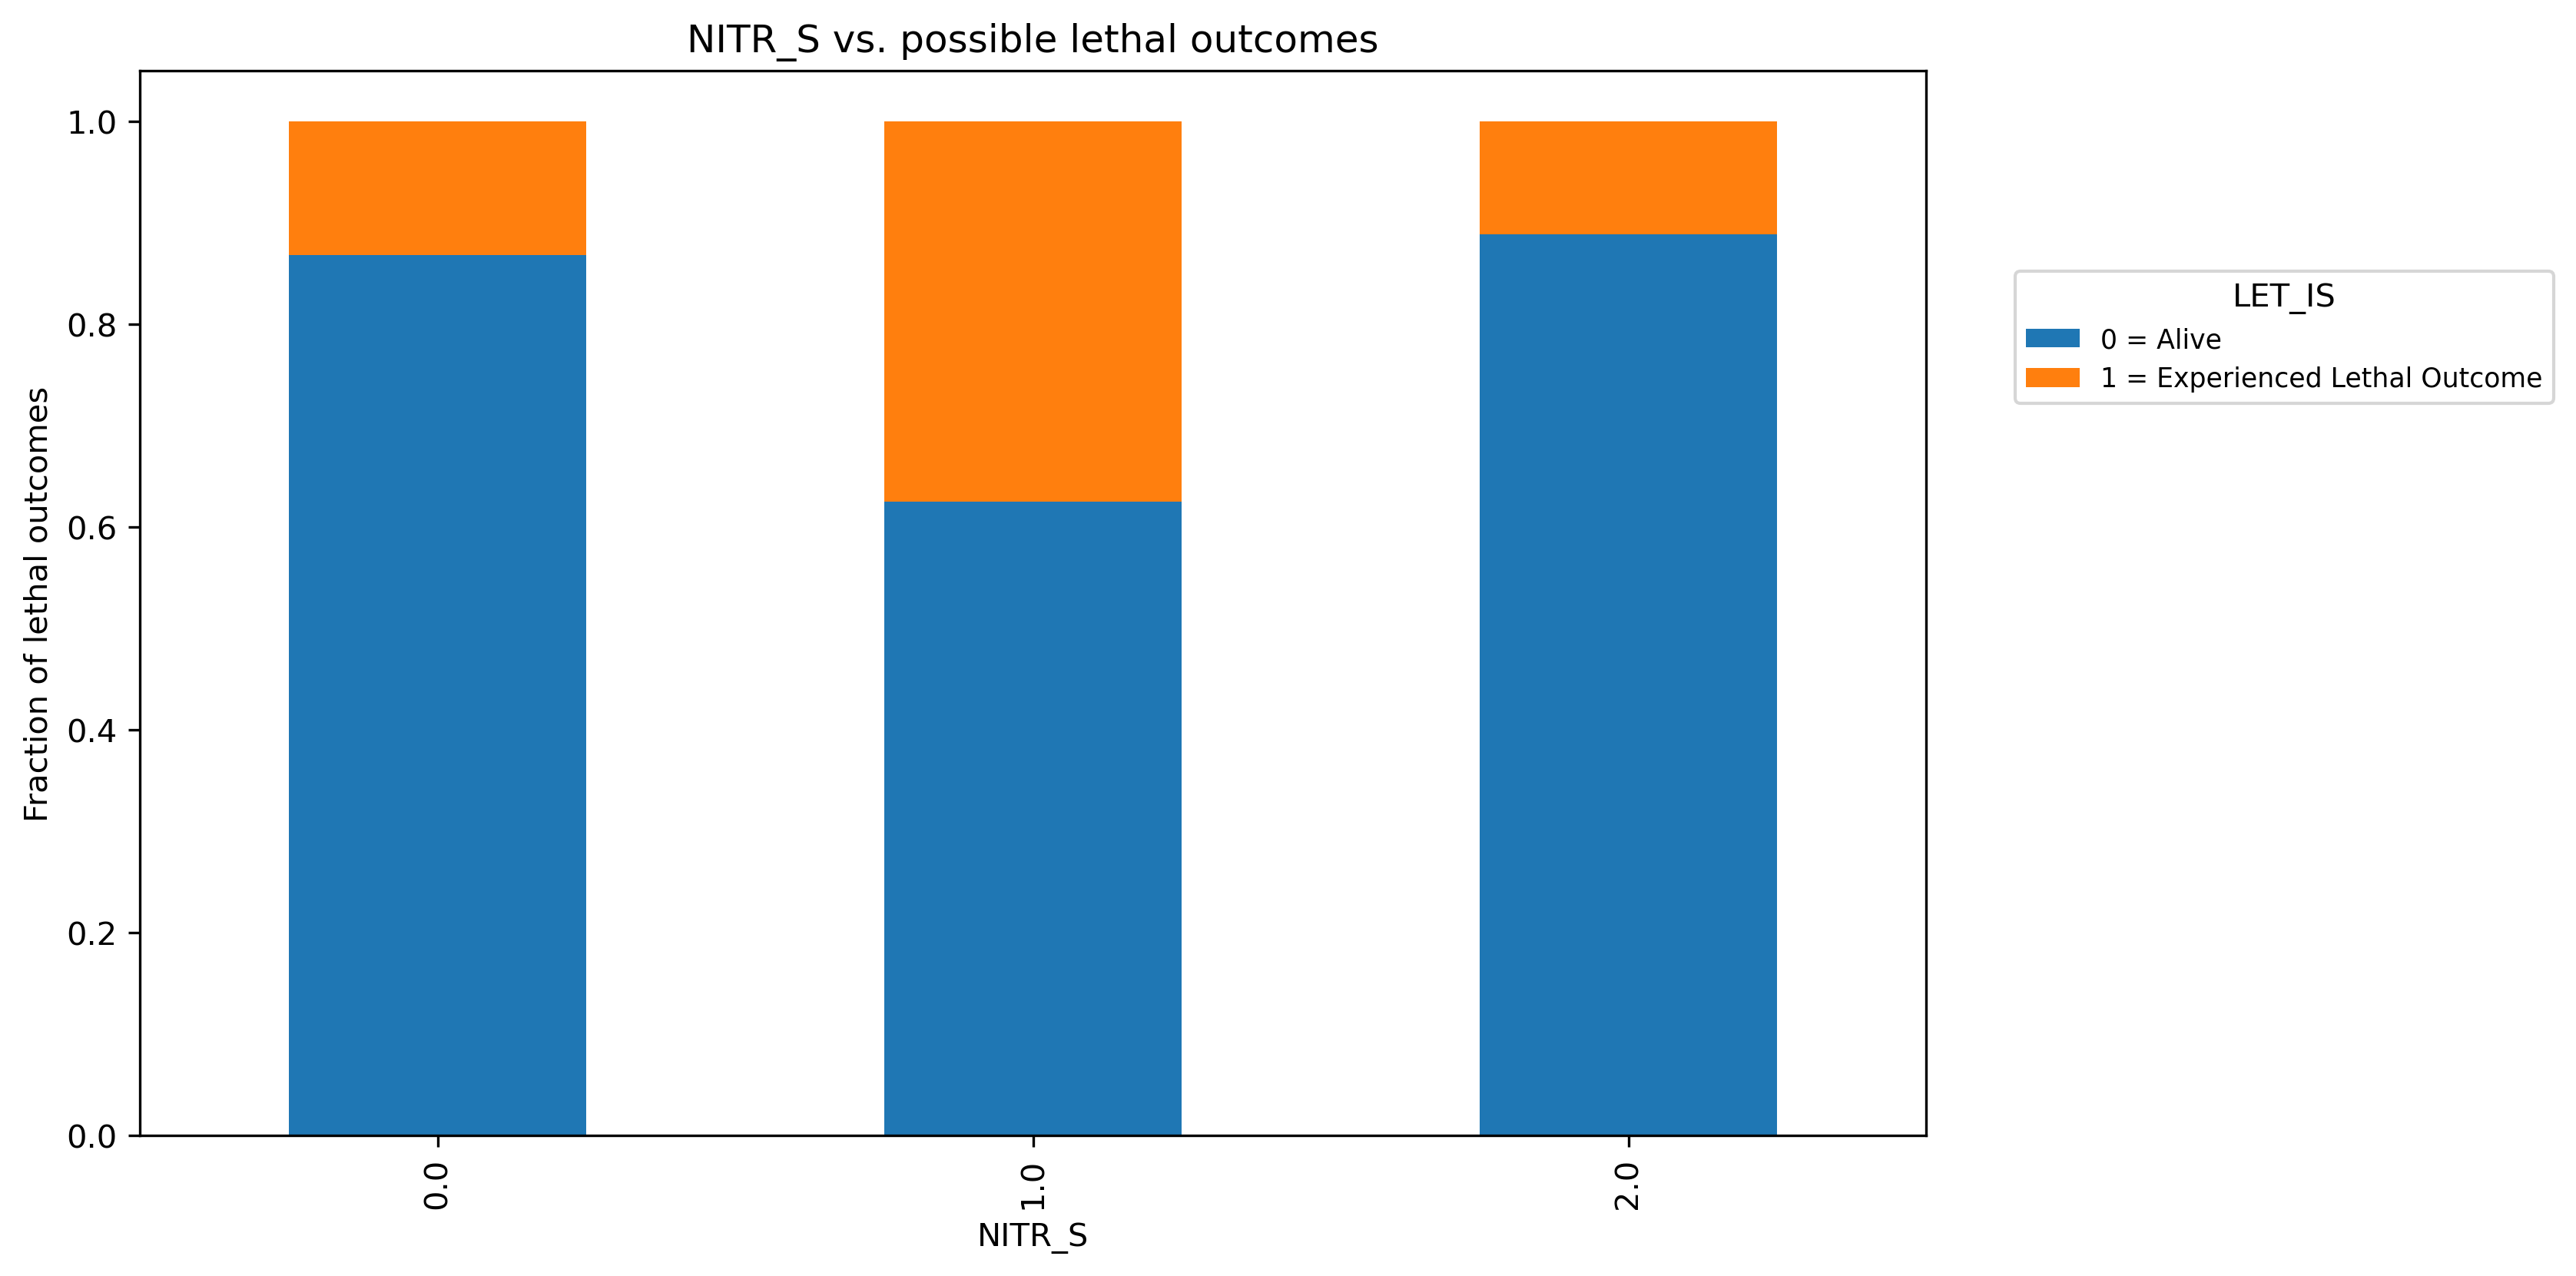 NITR_S vs. possible lethal outcomes
Fraction of lethal outcomes
1.0
0.8
0.6
0.4
0.2
0.0
0.0
1.0
2.0
NITR_S
LET_IS
0 = Alive
1 = Experienced Lethal Outcome